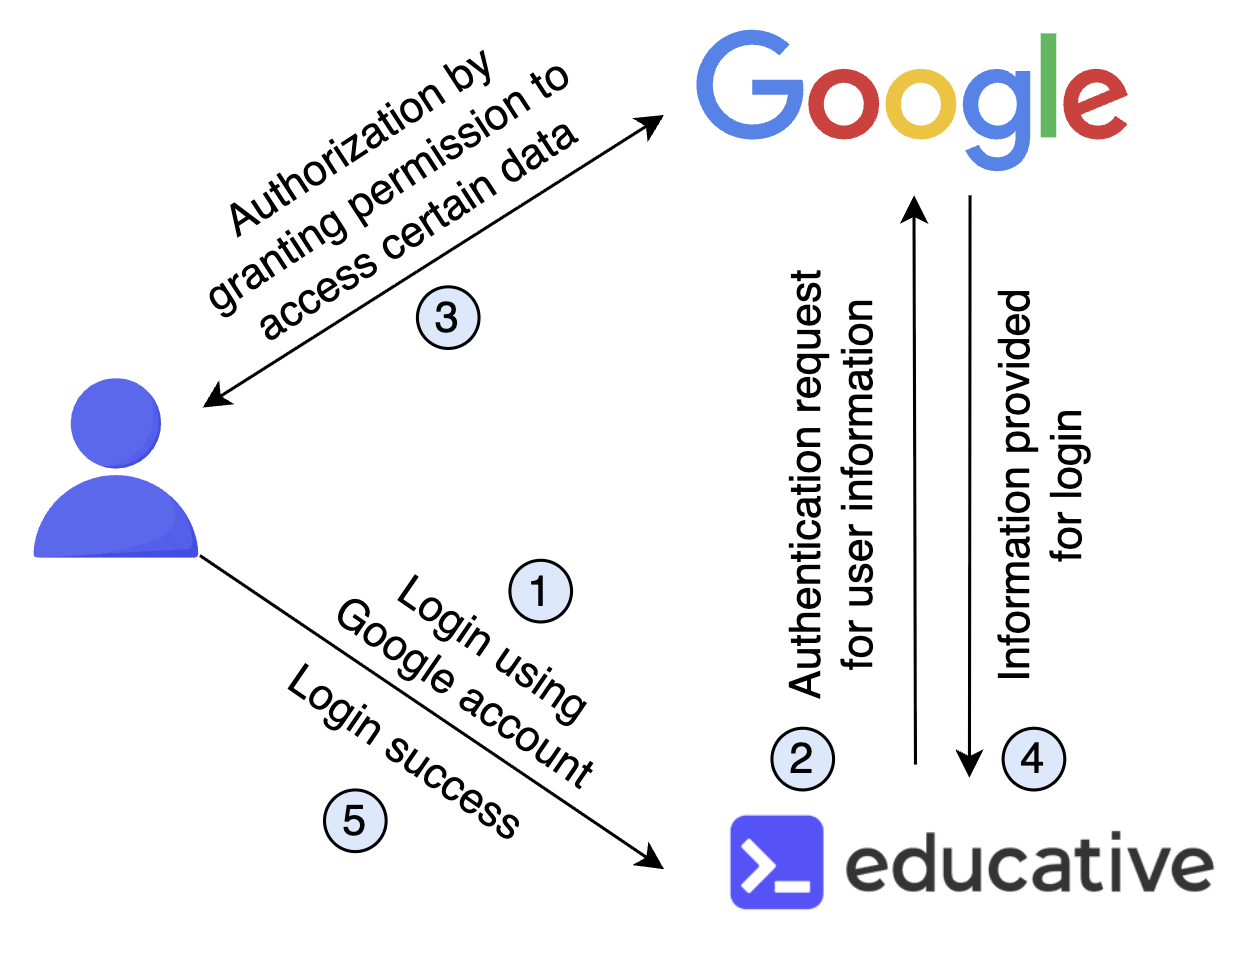 Google
Authorization by
granting permission to
access certain data
3
Authentication request
for user information
2
Information provided
for login
4
1
Login using
Google account
Login success
5
>_ educative